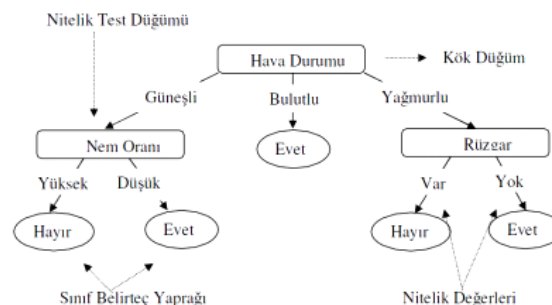 Nitelik Test Düğümü
Hava Durumu
Kök Düğüm
Güneşli
Bulutlu
Yağmurlu
Nem Oranı
Evet
Rüzgar
Yüksek
Düşük
Var
Yok
Hayır
Evet
Hayır
Evet
Sınıf Belirteç Yaprağı
Nitelik Değerleri